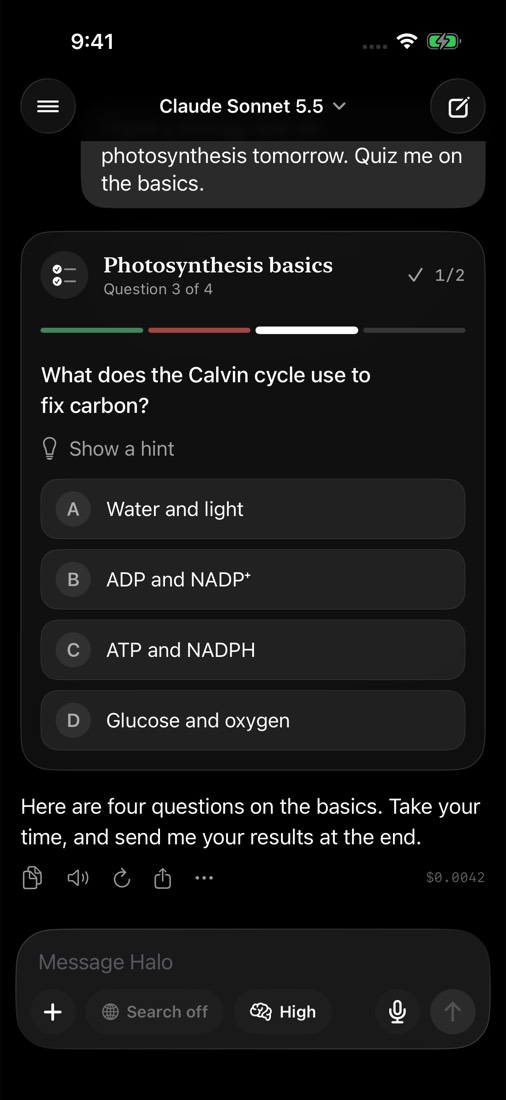 9:41
Claude Sonnet 5.5
photosynthesis tomorrow. Quiz me on
the basics.
Photosynthesis basics
Question 3 of 4
1/2
What does the Calvin cycle use to
fix carbon?
Show a hint
A Water and light
B ADP and NADP⁺
C ATP and NADPH
D Glucose and oxygen
Here are four questions on the basics. Take your
time, and send me your results at the end.
$0.0042
Message Halo
Search off
High